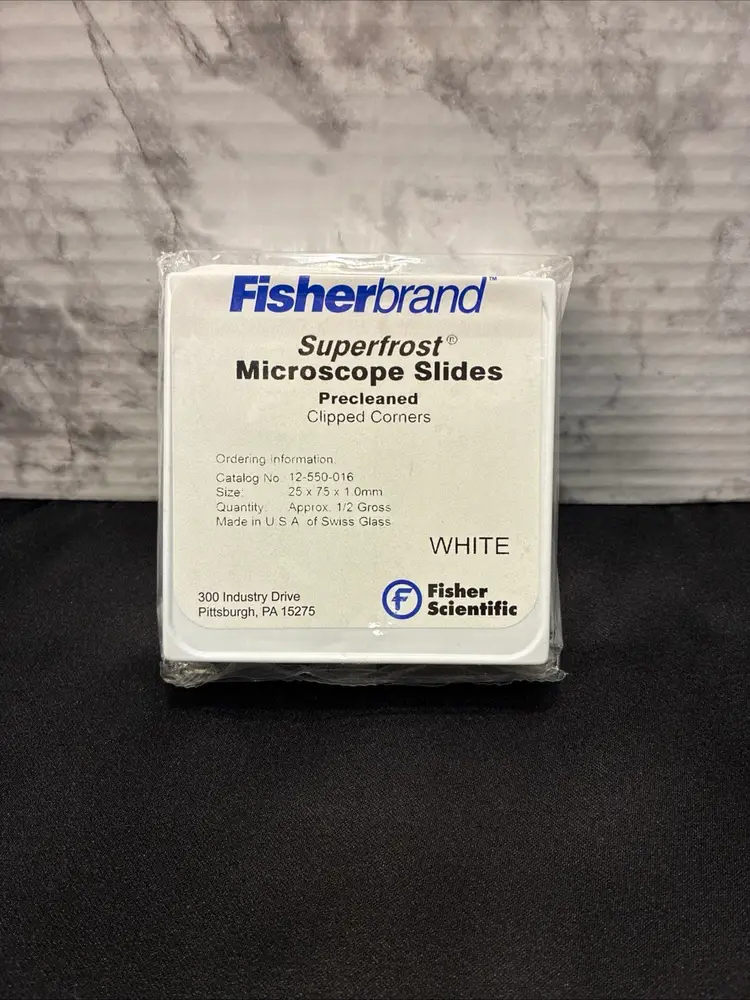 Fisherbrand™
Superfrost®
Microscope Slides
Precleaned
Clipped Corners
Ordering Information:
Catalog No. 12-550-016
Size: 25 x 75 x 1.0mm
Quantity: Approx. 1/2 Gross
Made in U.S.A. of Swiss Glass
WHITE
300 Industry Drive
Pittsburgh, PA 15275
Fisher
Scientific